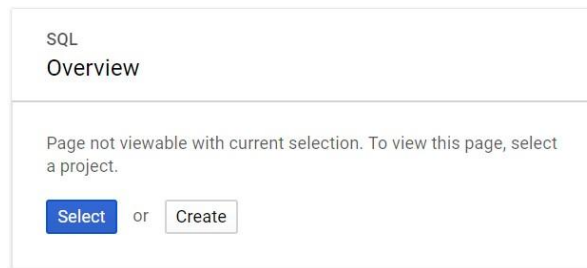 SQL
Overview
Page not viewable with current selection. To view this page, select
a project.
Select or Create